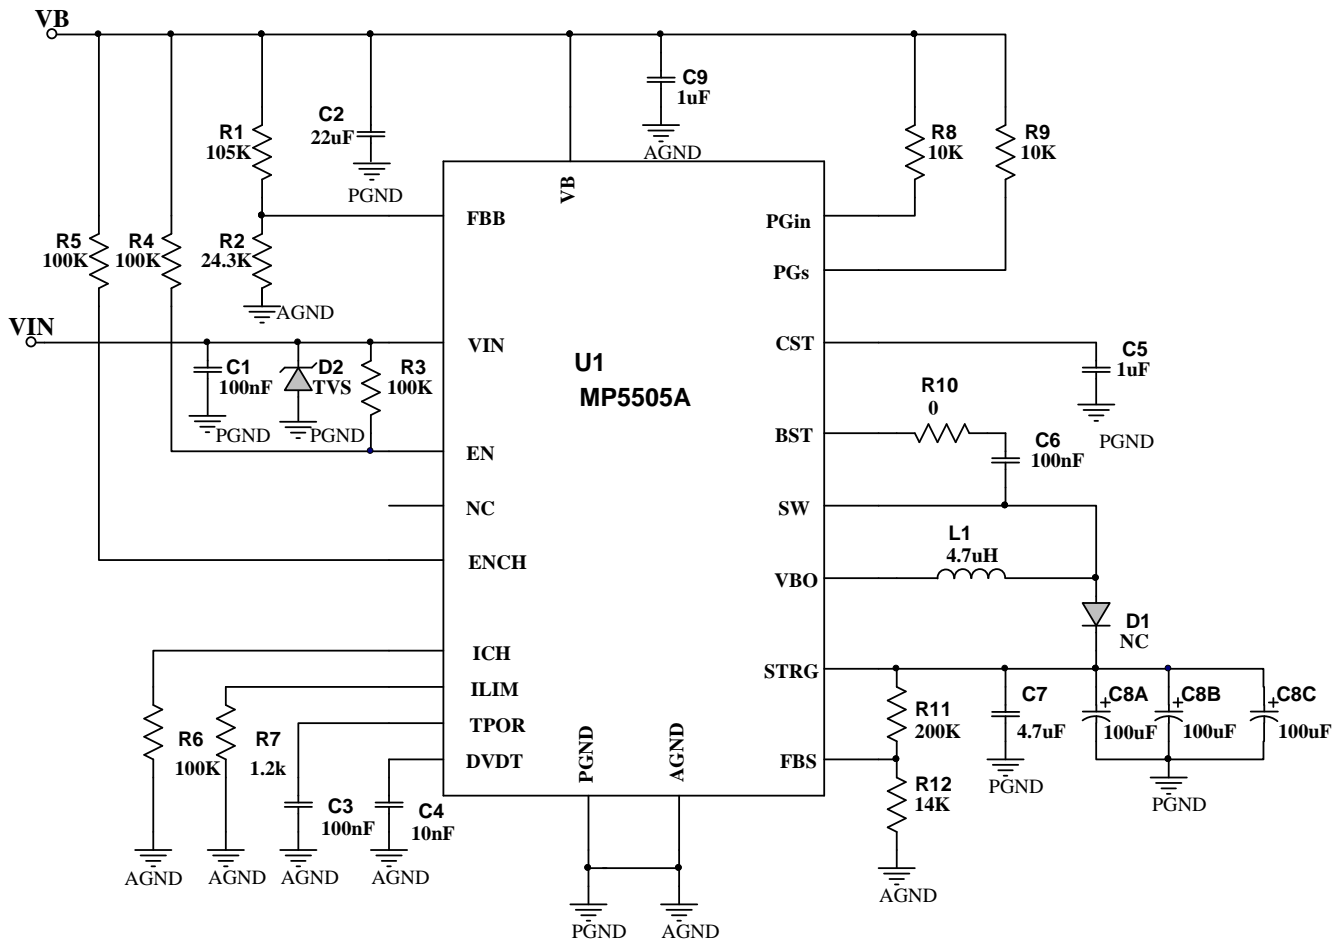 VB
C9
1uF
AGND
C2
22uF
PGND
R1
105K
R8
10K
R9
10K
VB
FBB
PGin
R5
100K
R4
100K
R2
24.3K
AGND
PGs
VIN
VIN
C1
100nF
PGND
D2
TVS
PGND
R3
100K
U1
MP5505A
CST
C5
1uF
PGND
R10
0
BST
C6
100nF
EN
NC
SW
L1
4.7uH
ENCH
VBO
D1
NC
ICH
STRG
ILIM
TPOR
DVDT
PGND
AGND
FBS
R6
100K
R7
1.2k
C3
100nF
C4
10nF
R11
200K
C7
4.7uF
PGND
C8A
100uF
C8B
100uF
C8C
100uF
PGND
R12
14K
AGND
AGND
AGND
AGND
AGND
PGND
AGND